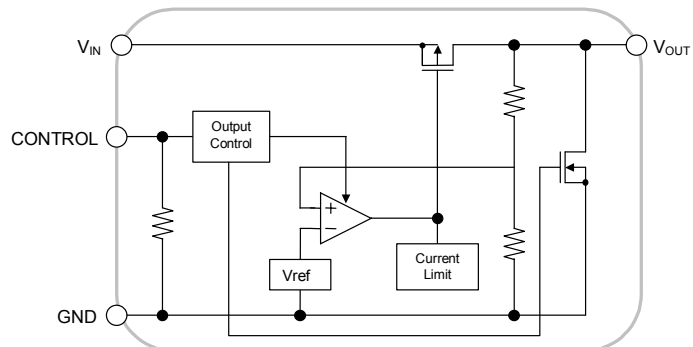 VIN
VOUT
CONTROL
Output
Control
+
−
Vref
Current
Limit
GND